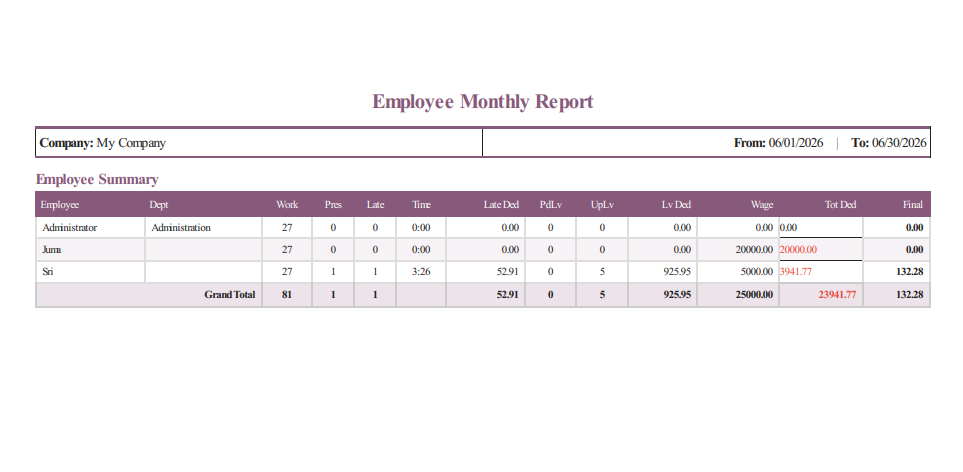 Employee Monthly Report
Company: My Company From: 06/01/2026 | To: 06/30/2026
Employee Summary
Employee Dept Work Pres Late Time Late Ded PdLv UpLv Lv Ded Wage Tot Ded Final
Administrator Administration 27 0 0 0:00 0.00 0 0 0.00 0.00 0.00 0.00
Juma 27 0 0 0:00 0.00 0 0 0.00 20000.00 20000.00 0.00
Sri 27 1 1 3:26 52.91 0 5 925.95 5000.00 3941.77 132.28
Grand Total 81 1 1 52.91 0 5 925.95 25000.00 23941.77 132.28